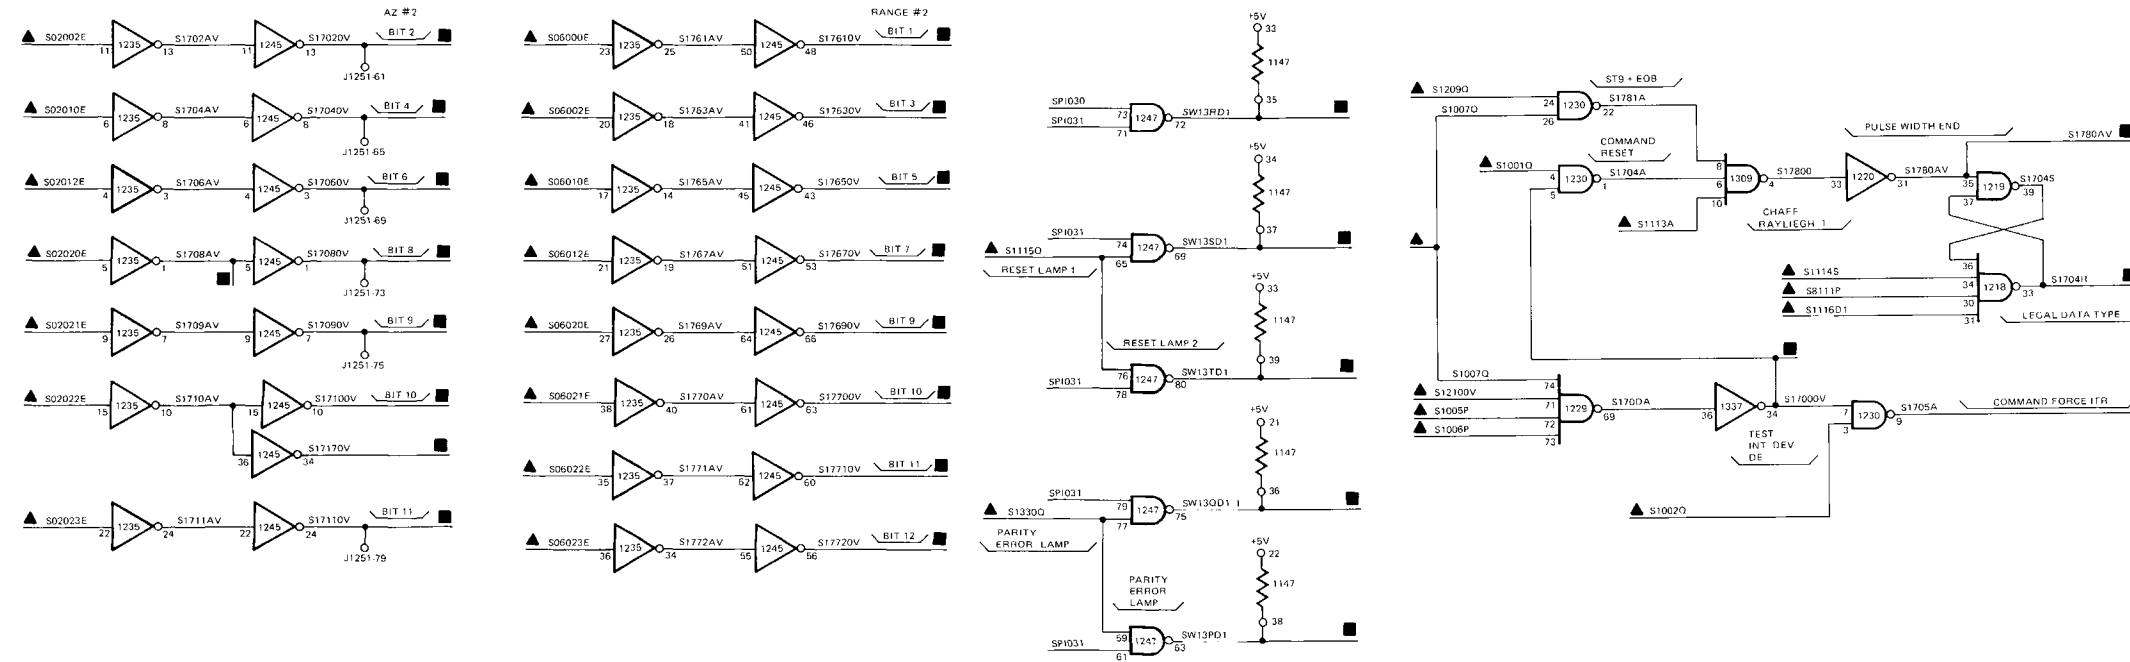 AZ #2
S02002E 11 1235 13 S1702AV 11 1245 13 S17020V BIT 2
J1251-61
S02010E 6 1235 8 S1704AV 6 1245 8 S17040V BIT 4
J1251-65
S02012E 4 1235 3 S1706AV 4 1245 3 S17060V BIT 6
J1251-69
S02020E 5 1235 1 S1708AV 5 1245 1 S17080V BIT 8
J1251-73
S02021E 9 1235 7 S1709AV 9 1245 7 S17090V BIT 9
J1251-75
S02022E 15 1235 10 S1710AV 15 1245 10 S17100V BIT 10
36 1245 34 S17170V
S02023E 22 1235 24 S1711AV 22 1245 24 S17110V BIT 11
J1251-79
RANGE #2
S06000E 23 1235 25 S1761AV 50 1245 48 S17610V BIT 1
S06002E 20 1235 18 S1763AV 41 1245 46 S17630V BIT 3
S06010E 17 1235 14 S1765AV 45 1245 43 S17650V BIT 5
S06012E 21 1235 19 S1767AV 51 1245 53 S17670V BIT 7
S06020E 27 1235 26 S1769AV 64 1245 66 S17690V BIT 9
S06021E 38 1235 40 S1770AV 61 1245 63 S17700V BIT 10
S06022E 35 1235 37 S1771AV 62 1245 60 S17710V BIT 11
S06023E 36 1235 34 S1772AV 55 1245 56 S17720V BIT 12
+5V
33
1147
35
SPI030 73
SPI031 71
1247 72 SW13RD1
+5V
34
1147
37
SPI031 74
S1115Q 65
1247 69 SW13SD1
RESET LAMP 1
+5V
33
1147
39
RESET LAMP 2
76
SPI031 78
1247 80 SW13TD1
+5V
21
1147
36
SPI031 79
S1330Q 77
1247 75 SW13QD1
PARITY
ERROR LAMP
+5V
22
1147
38
PARITY
ERROR
LAMP
59
SPI031 61
1247 63 SW13PD1
ST9 + EOB
S1209Q 24
S1007Q 26
1230 22 S1781A
COMMAND
RESET
S1001Q 4
5
1230 1 S1704A
8
6
10
S1113A
1309 4 S17800
CHAFF
RAYLIEGH 1
PULSE WIDTH END
33 1220 31 S1780AV
S1780AV
35
37
1219 39 S1704S
36
S1114S 34
S8111P 30
S1116D1 31
1218 33 S1704R
LEGAL DATA TYPE
S1007Q 74
S12100V 71
S1005P 72
S1006P 73
1229 69 S170DA
36 1337 34 S17000V
TEST
INT DEV
DE
7
3
1230 9 S1705A
COMMAND FORCE ITR
S1002Q